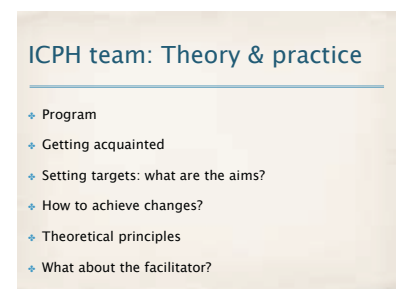 ICPH team: Theory & practice
Program
Getting acquainted
Setting targets: what are the aims?
How to achieve changes?
Theoretical principles
What about the facilitator?